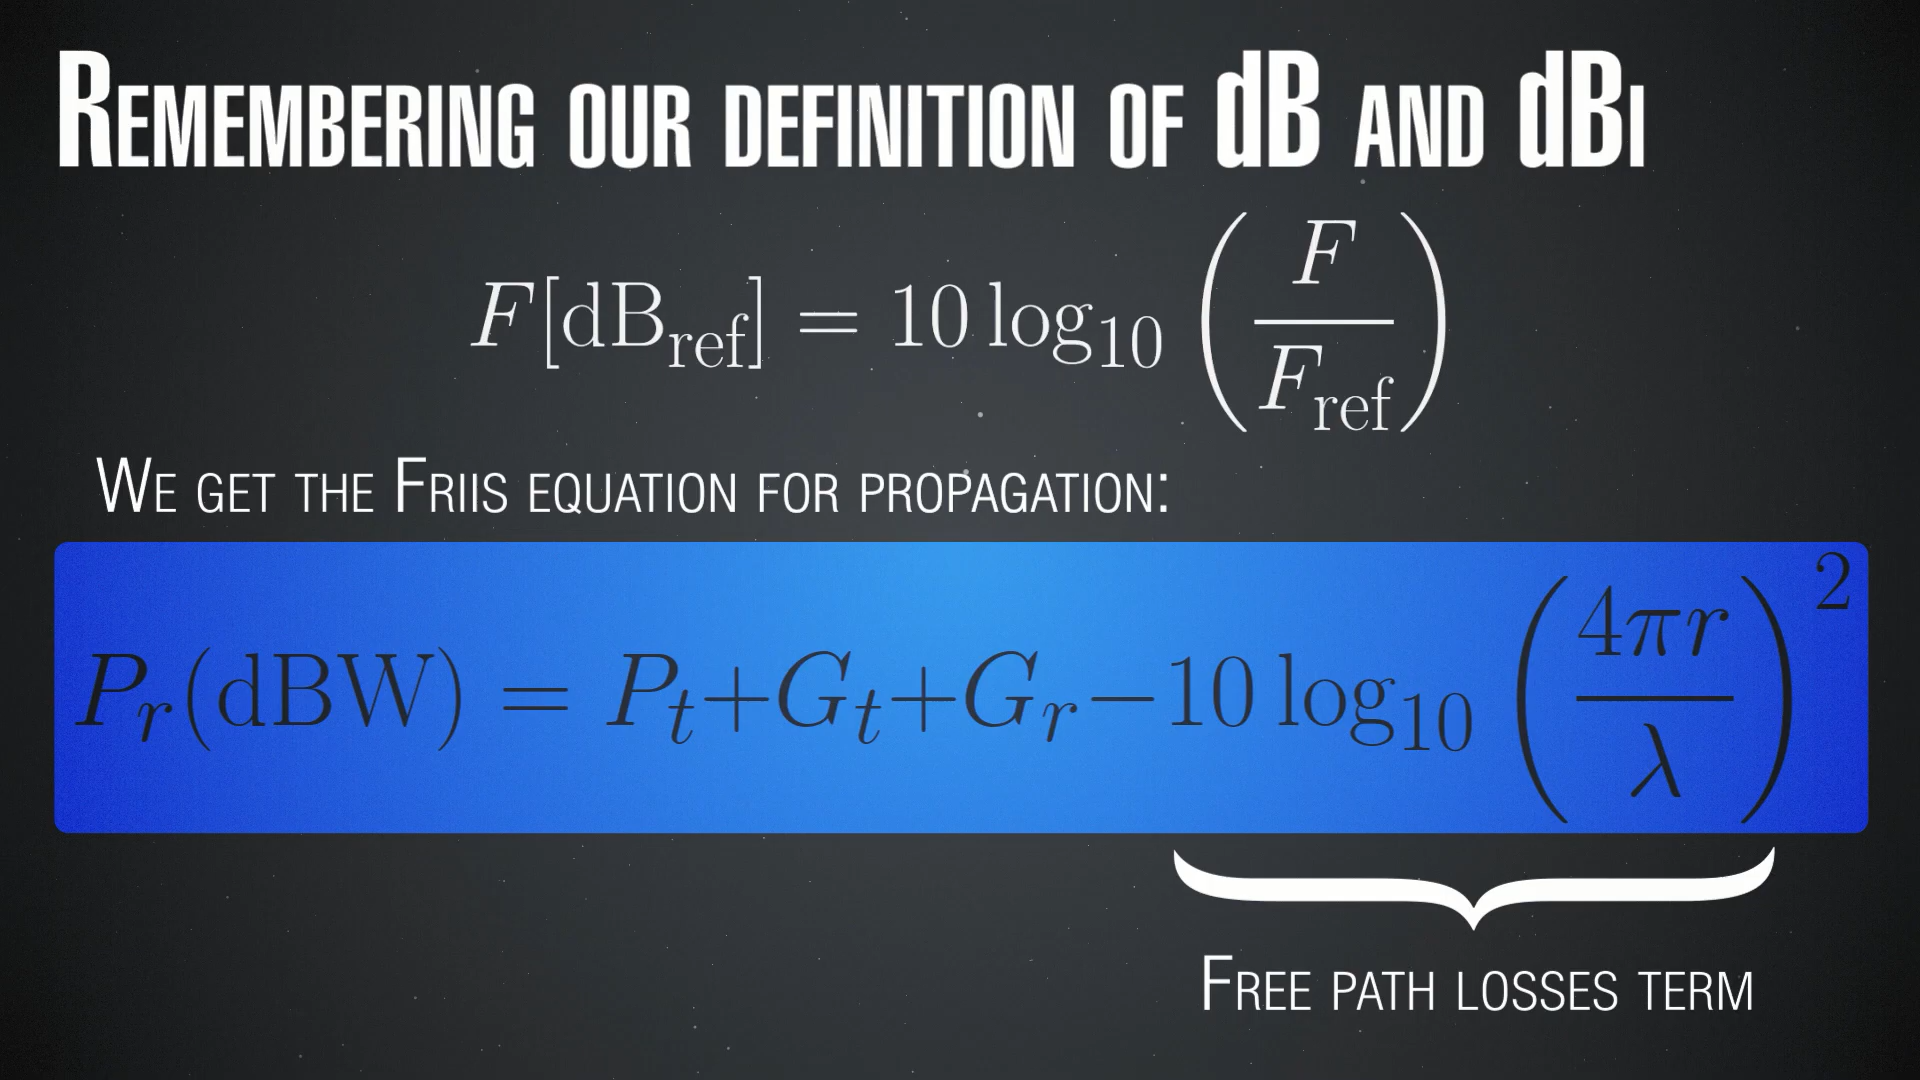 Remembering our definition of dB and dBi
F[dB_ref] = 10 log_10 (F / F_ref)
We get the Friis equation for propagation:
P_r(dBW) = P_t+G_t+G_r−10 log_10 (4πr / λ)^2
Free path losses term